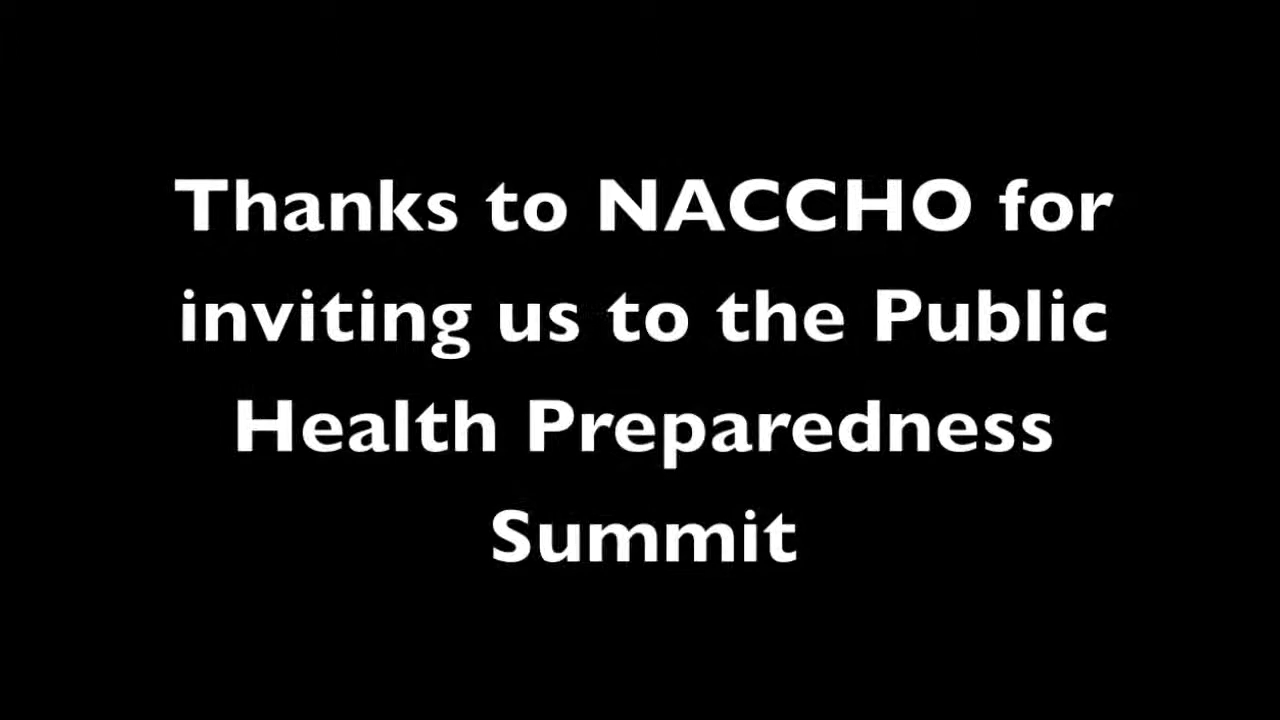 Thanks to NACCHO for
inviting us to the Public
Health Preparedness
Summit